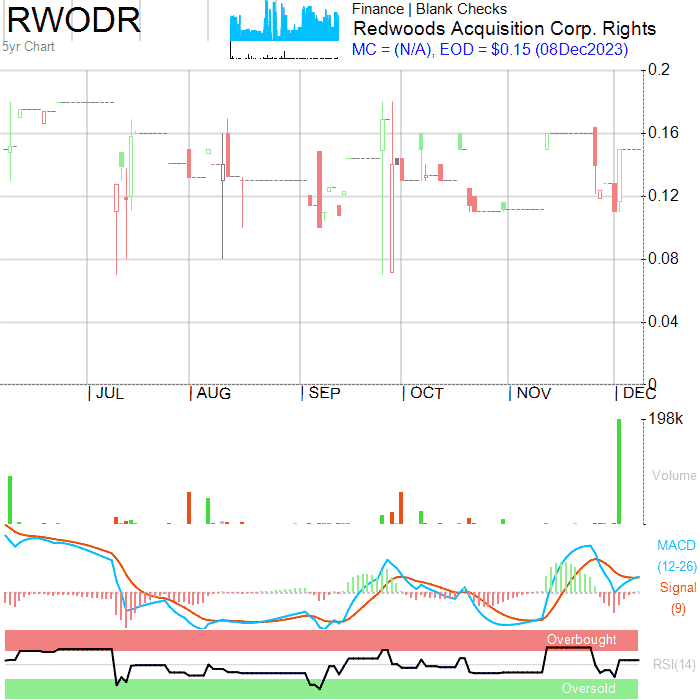 RWODR
5yr Chart
Finance | Blank Checks
Redwoods Acquisition Corp. Rights
MC = (N/A), EOD = $0.15 (08Dec2023)
0.2
0.16
0.12
0.08
0.04
0
JUL AUG SEP OCT NOV DEC
198k
Volume
MACD
(12-26)
Signal
(9)
Overbought
RSI(14)
Oversold